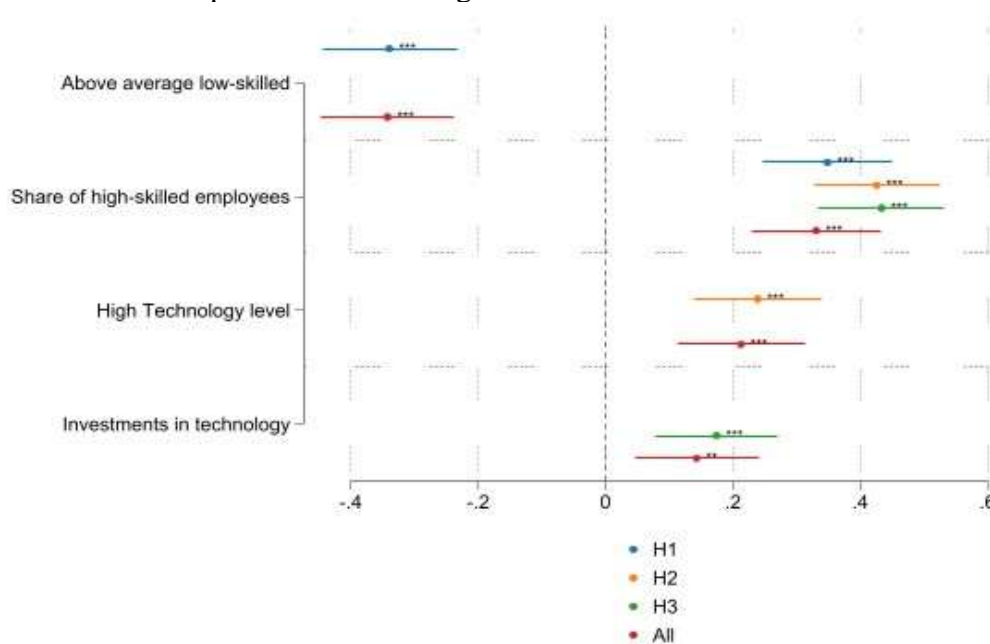 ***
Above average low-skilled
***
***
***
Share of high-skilled employees
***
***
***
High Technology level
***
Investments in technology
***
**
-.4 -.2 0 .2 .4 .6
H1
H2
H3
All